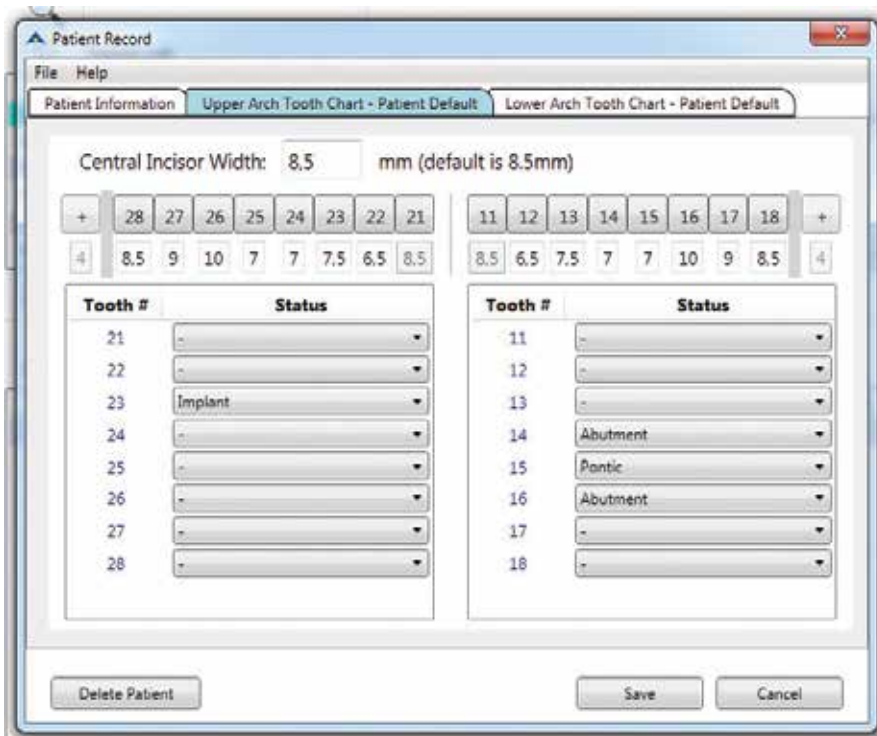 Patient Record
File Help
Patient Information Upper Arch Tooth Chart - Patient Default Lower Arch Tooth Chart - Patient Default
Central Incisor Width: 8.5 mm (default is 8.5mm)
+ 28 27 26 25 24 23 22 21 11 12 13 14 15 16 17 18 +
4 8.5 9 10 7 7 7.5 6.5 8.5 8.5 6.5 7.5 7 7 10 9 8.5 4
Tooth # Status Tooth # Status
21 - 11 -
22 - 12 -
23 Implant 13 -
24 - 14 Abutment
25 - 15 Pontic
26 - 16 Abutment
27 - 17 -
28 - 18 -
Delete Patient Save Cancel